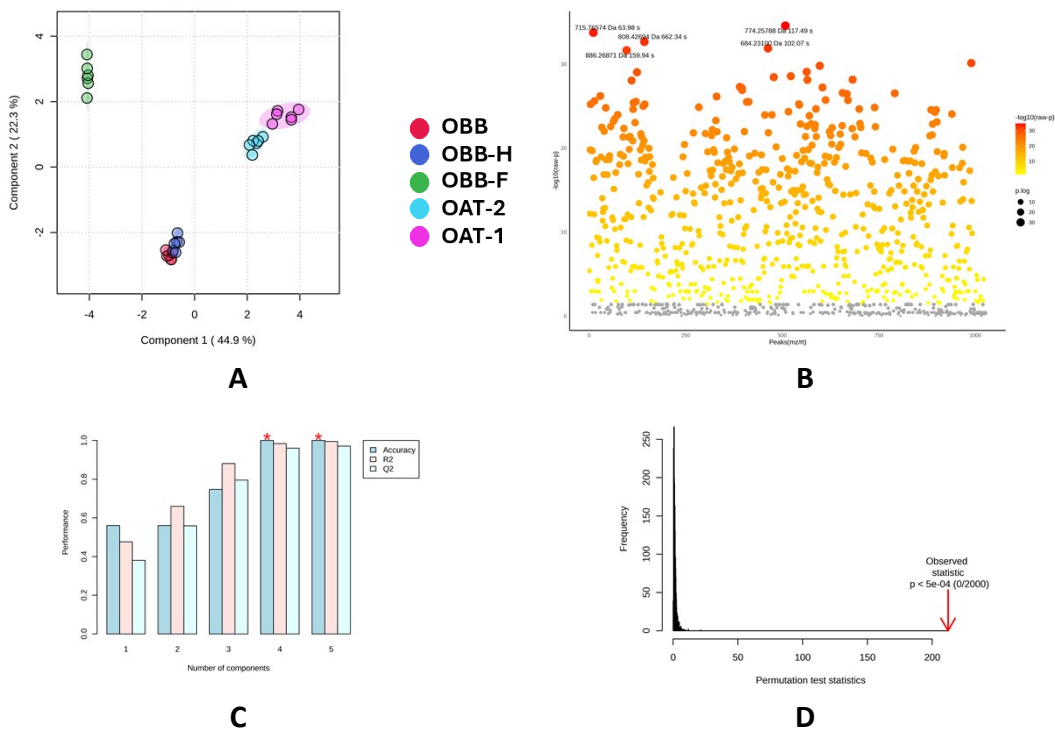 4
2
0
-2
Component 2 ( 22.3 %)
-4
-2
0
2
4
Component 1 ( 44.9 %)
OBB
OBB-H
OBB-F
OAT-2
OAT-1
A
715.76574 Da 63.98 s
774.25788 Da 117.49 s
808.42694 Da 662.34 s
684.23100 Da 102.07 s
886.26871 Da 159.94 s
30
20
10
0
-log10(raw-p)
0
250
500
750
1000
Peaks(mz/rt)
-log10(raw-p)
30
20
10
p.log
10
20
30
B
1.0
0.8
0.6
0.4
0.2
0.0
Performance
* *
Accuracy
R2
Q2
1
2
3
4
5
Number of components
C
250
200
150
100
50
0
Frequency
Observed
statistic
p < 5e-04 (0/2000)
0
50
100
150
200
Permutation test statistics
D